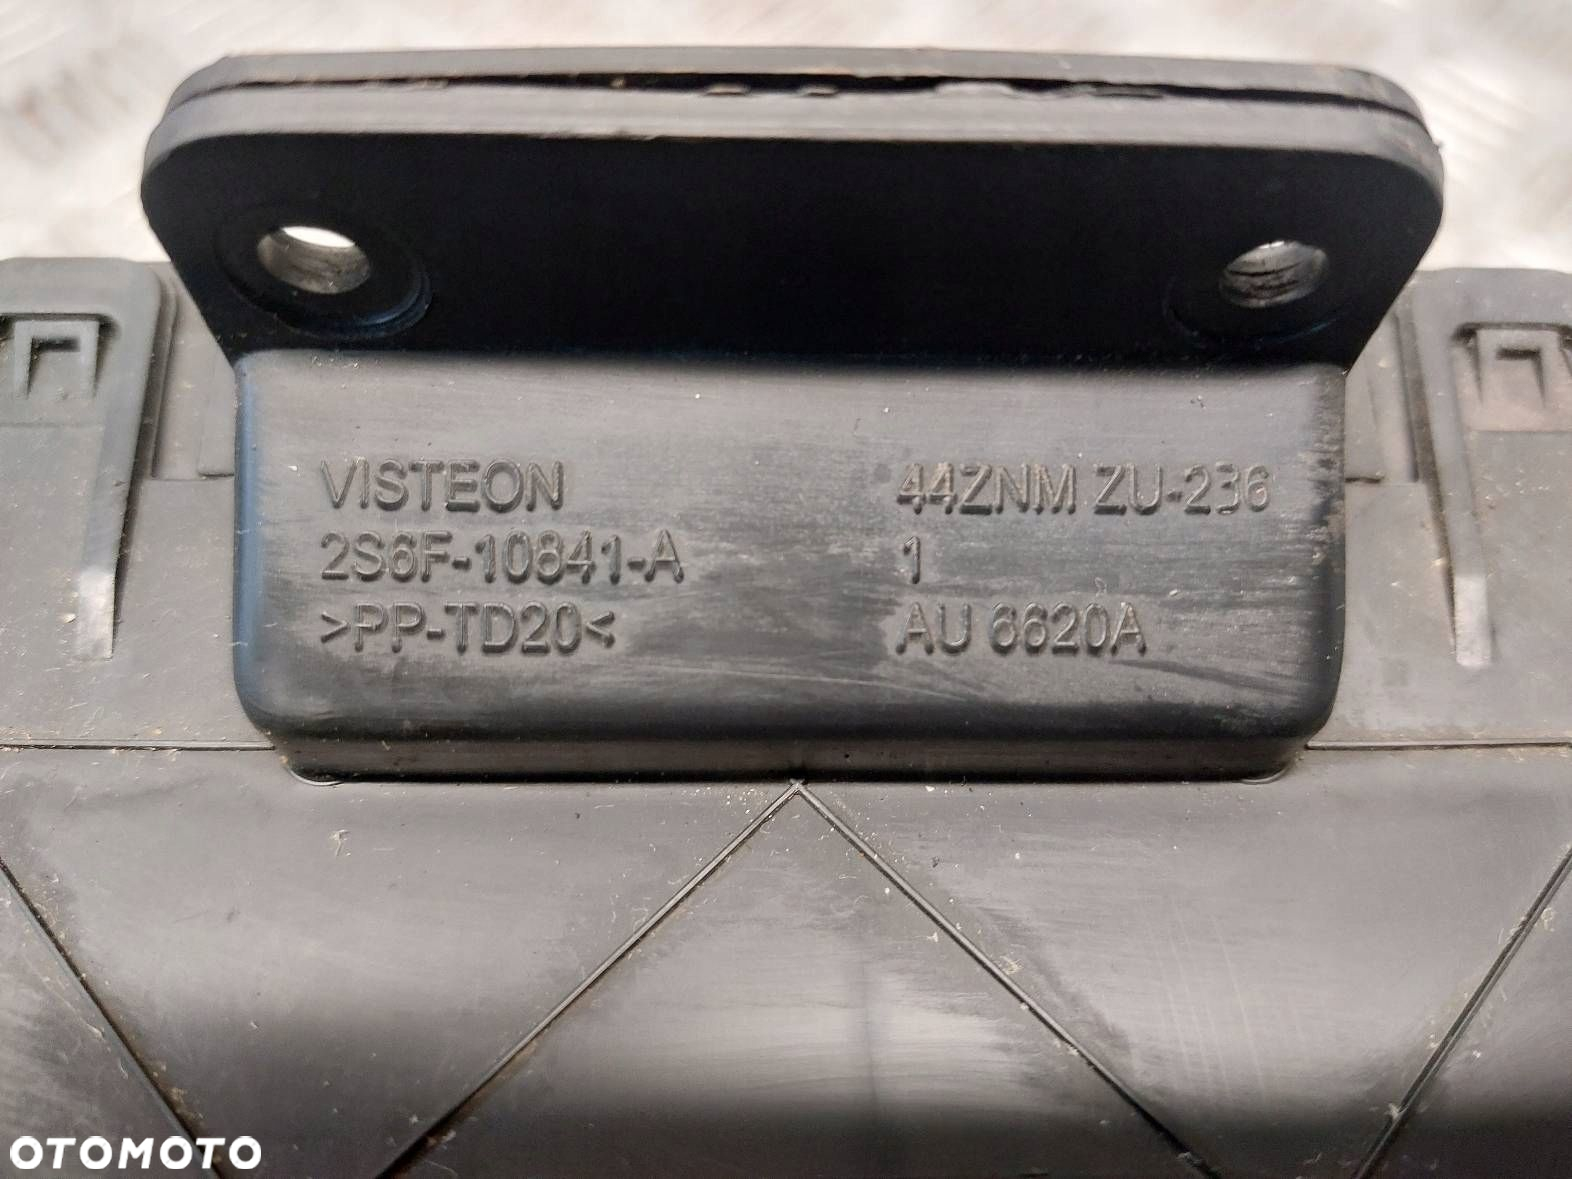 VISTEON
2S6F-10841-A
>PP-TD20<
44ZNM ZU-236
1
AU 6620A
OTOMOTO